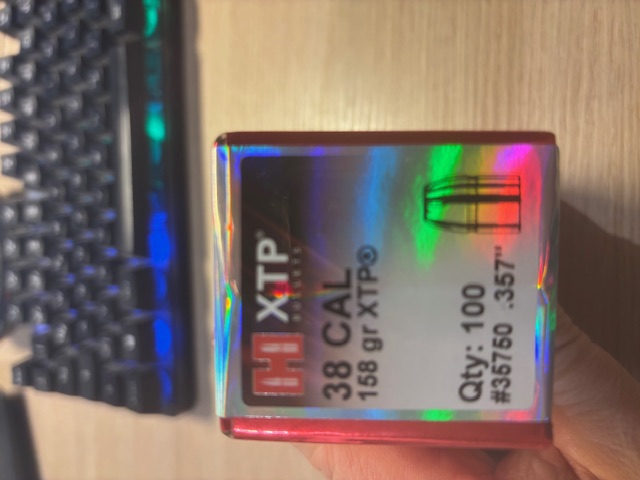 H XTP®
BULLETS
38 CAL
158 gr XTP®
Qty: 100
#35750 .357"